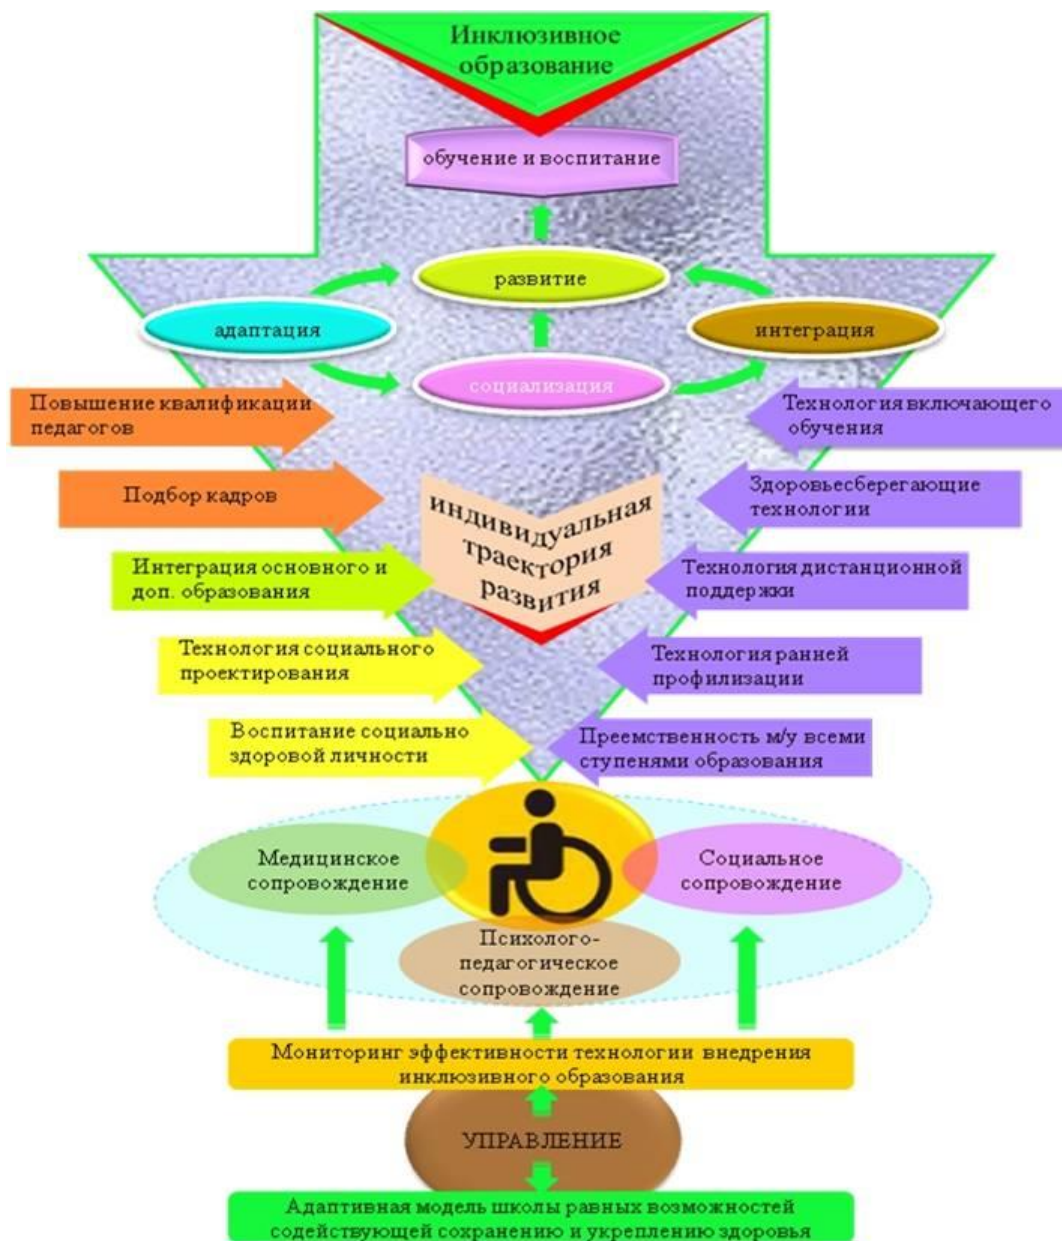 Инклюзивное
образование
обучение и воспитание
развитие
адаптация
интеграция
социализация
Повышение квалификации
педагогов
Технология включающего
обучения
Подбор кадров
Здоровьесберегающие
технологии
индивидуальная
траектория
развития
Интеграция основного и
доп. образования
Технология дистанционной
поддержки
Технология социального
проектирования
Технология ранней
профилизации
Воспитание социально
здоровой личности
Преемственность м/у всеми
ступенями образования
Медицинское
сопровождение
Социальное
сопровождение
Психолого-
педагогическое
сопровождение
Мониторинг эффективности технологии внедрения
инклюзивного образования
УПРАВЛЕНИЕ
Адаптивная модель школы равных возможностей
содействующей сохранению и укреплению здоровья